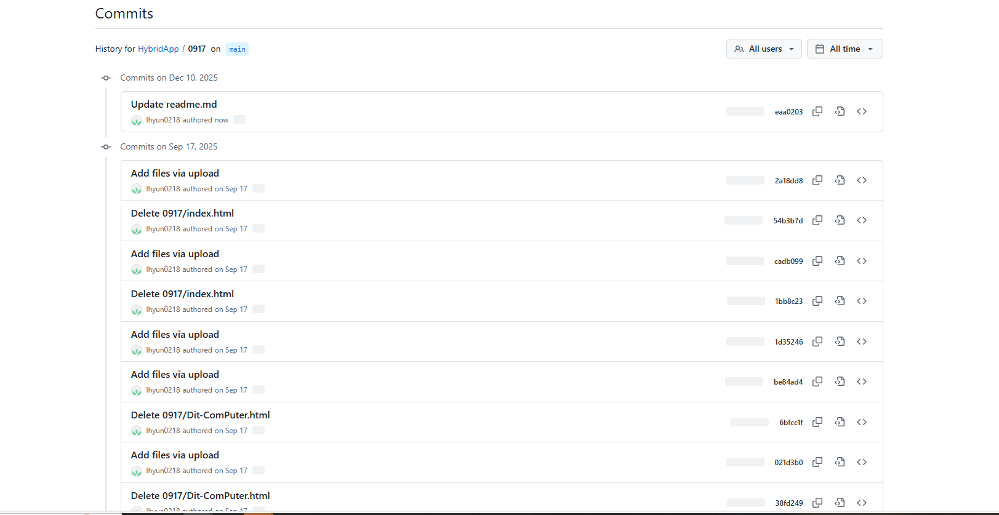 Commits
History for HybridApp / 0917 on main
All users
All time
Commits on Dec 10, 2025
Update readme.md
lhyun0218 authored now
eaa0203
Commits on Sep 17, 2025
Add files via upload
lhyun0218 authored on Sep 17
2a18dd8
Delete 0917/index.html
lhyun0218 authored on Sep 17
54b3b7d
Add files via upload
lhyun0218 authored on Sep 17
cadb099
Delete 0917/index.html
lhyun0218 authored on Sep 17
1bb8c23
Add files via upload
lhyun0218 authored on Sep 17
1d35246
Add files via upload
lhyun0218 authored on Sep 17
be84ad4
Delete 0917/Dit-ComPuter.html
lhyun0218 authored on Sep 17
6bfcc1f
Add files via upload
lhyun0218 authored on Sep 17
021d3b0
Delete 0917/Dit-ComPuter.html
lhyun0218 authored on Sep 17
38fd249